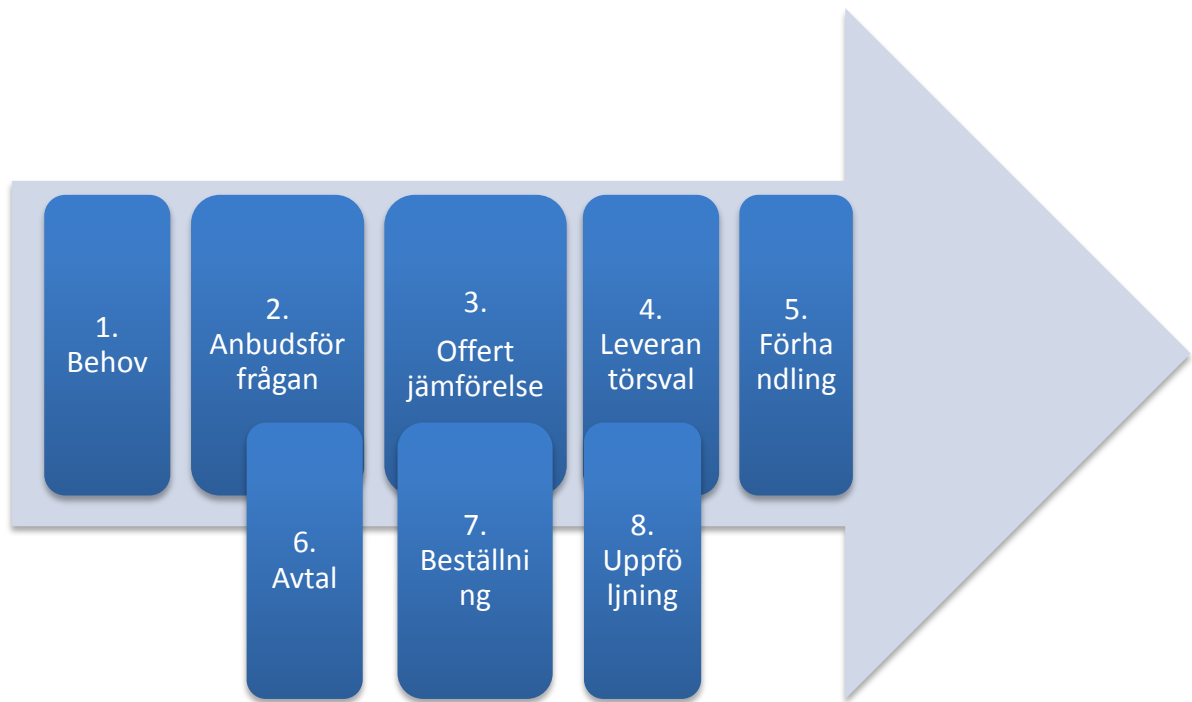 1.
Behov
2.
Anbudsför
frågan
3.
Offert
jämförelse
4.
Leveran
törsval
5.
Förha
ndling
6.
Avtal
7.
Beställni
ng
8.
Uppfö
ljning